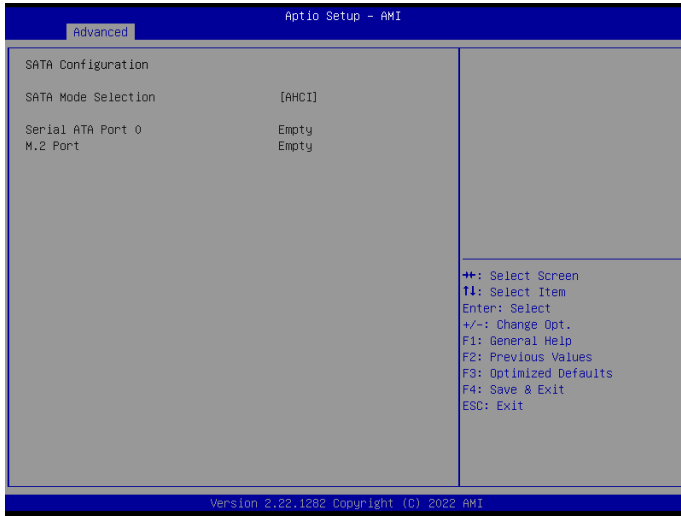 Aptio Setup – AMI
Advanced
SATA Configuration
SATA Mode Selection [AHCI]
Serial ATA Port 0 Empty
M.2 Port Empty
→←: Select Screen
↑↓: Select Item
Enter: Select
+/-: Change Opt.
F1: General Help
F2: Previous Values
F3: Optimized Defaults
F4: Save & Exit
ESC: Exit
Version 2.22.1282 Copyright (C) 2022 AMI